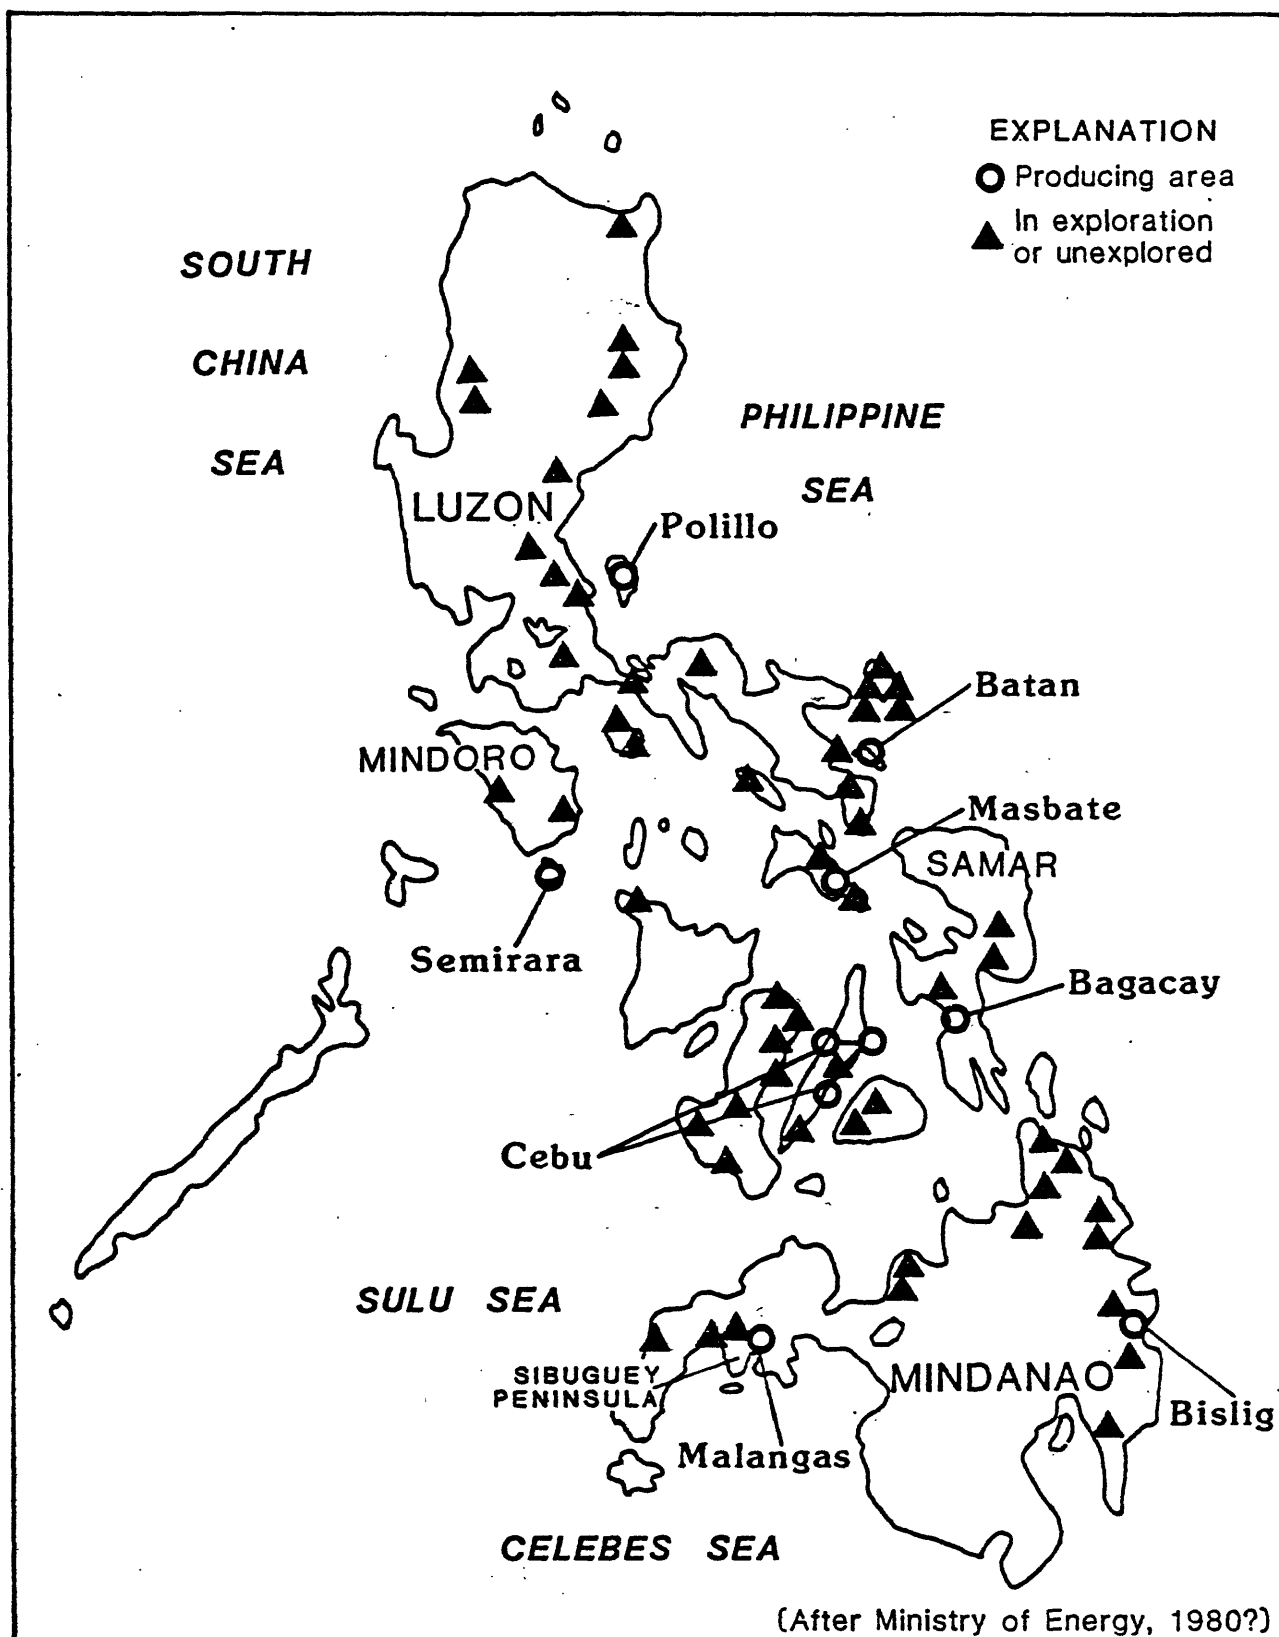 EXPLANATION
Producing area
In exploration
or unexplored
SOUTH
CHINA
SEA
PHILIPPINE
SEA
LUZON
Polillo
Batan
MINDORO
Masbate
SAMAR
Semirara
Bagacay
Cebu
SULU SEA
SIBUGUEY
PENINSULA
MINDANAO
Bislig
Malangas
CELEBES SEA
(After Ministry of Energy, 1980?)